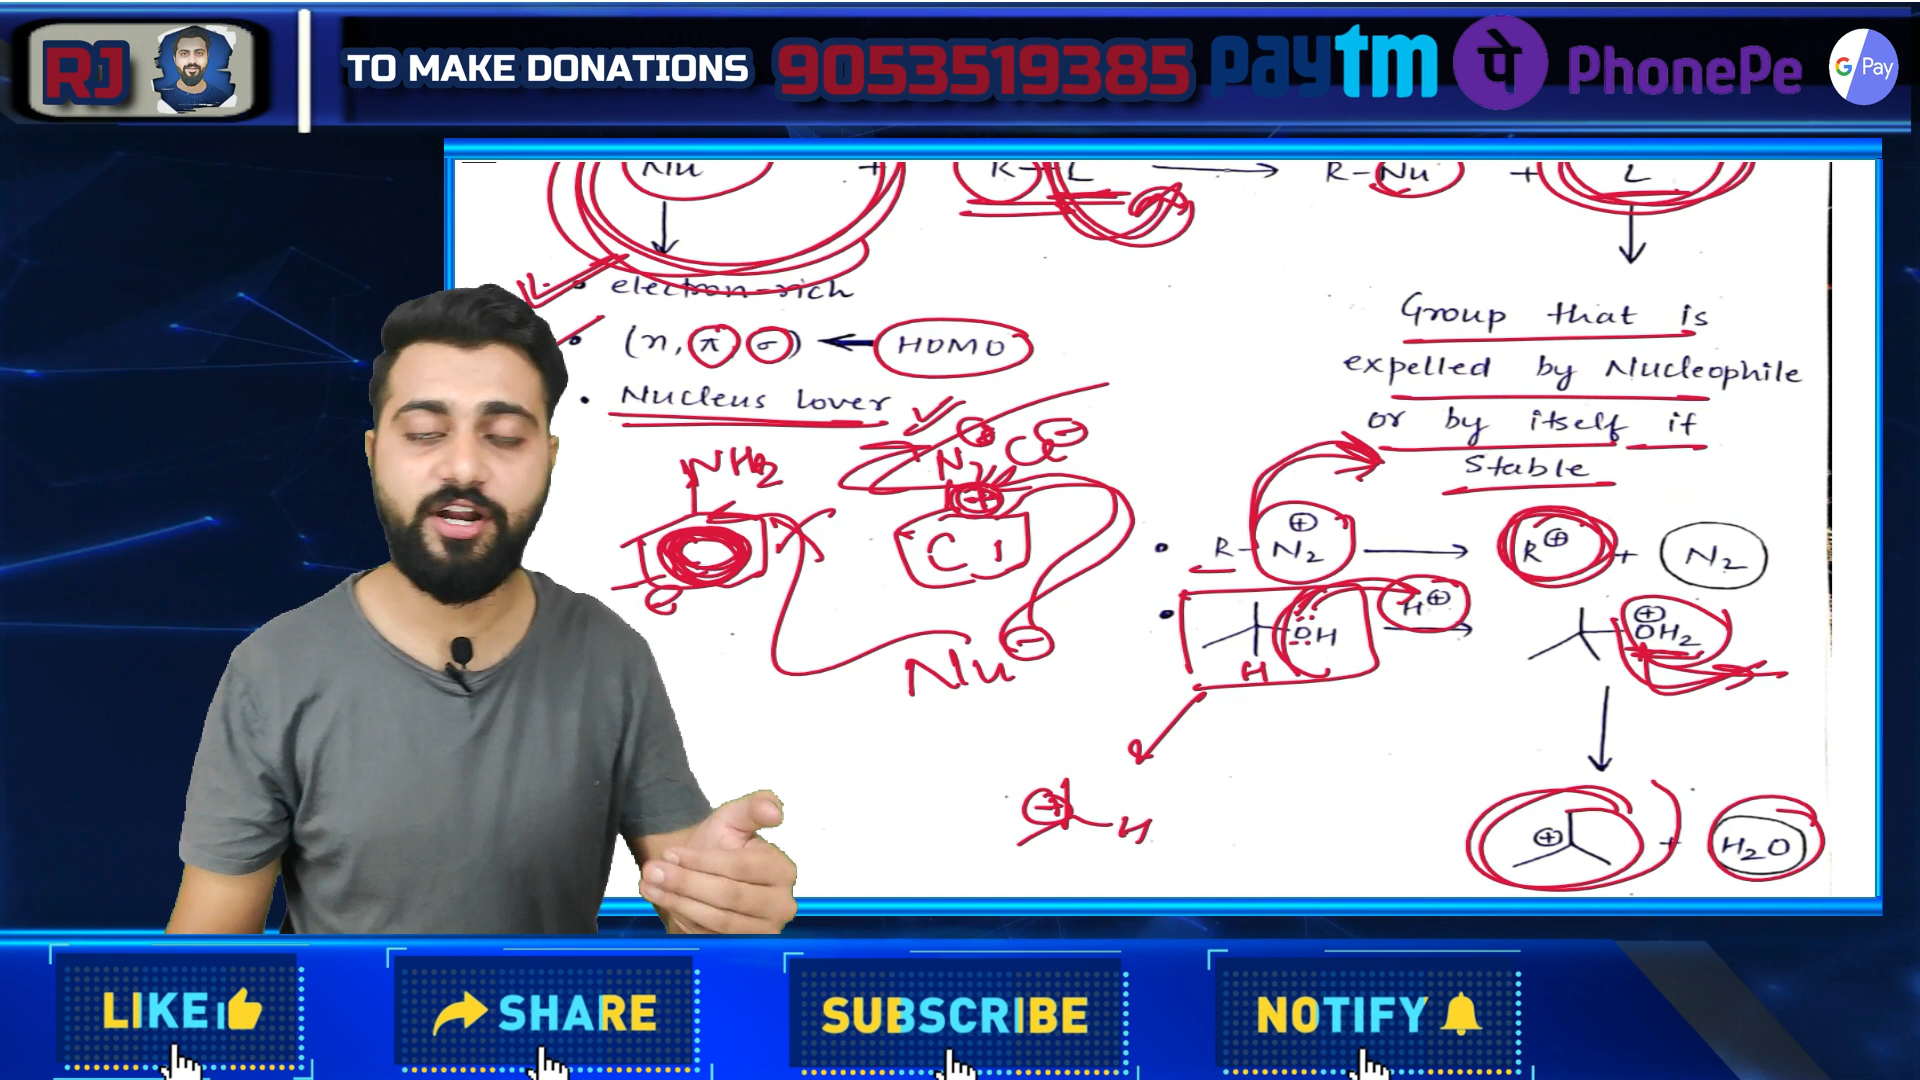 RJ
TO MAKE DONATIONS 9053519385 paytm पे PhonePe G Pay
Nu + R-L → R-Nu + L
• electron-rich
• (n, π, σ) ← HOMO
• Nucleus lover
Group that is
expelled by Nucleophile
or by itself if
Stable
NH2
N2 ⊕ Cl ⊖
⊕
Nu ⊖
• R-N2 ⊕ → R ⊕ + N2
• OH H ⊕ → ⊕ OH2
H
⊕ H
⊕ + H2O
LIKE SHARE SUBSCRIBE NOTIFY